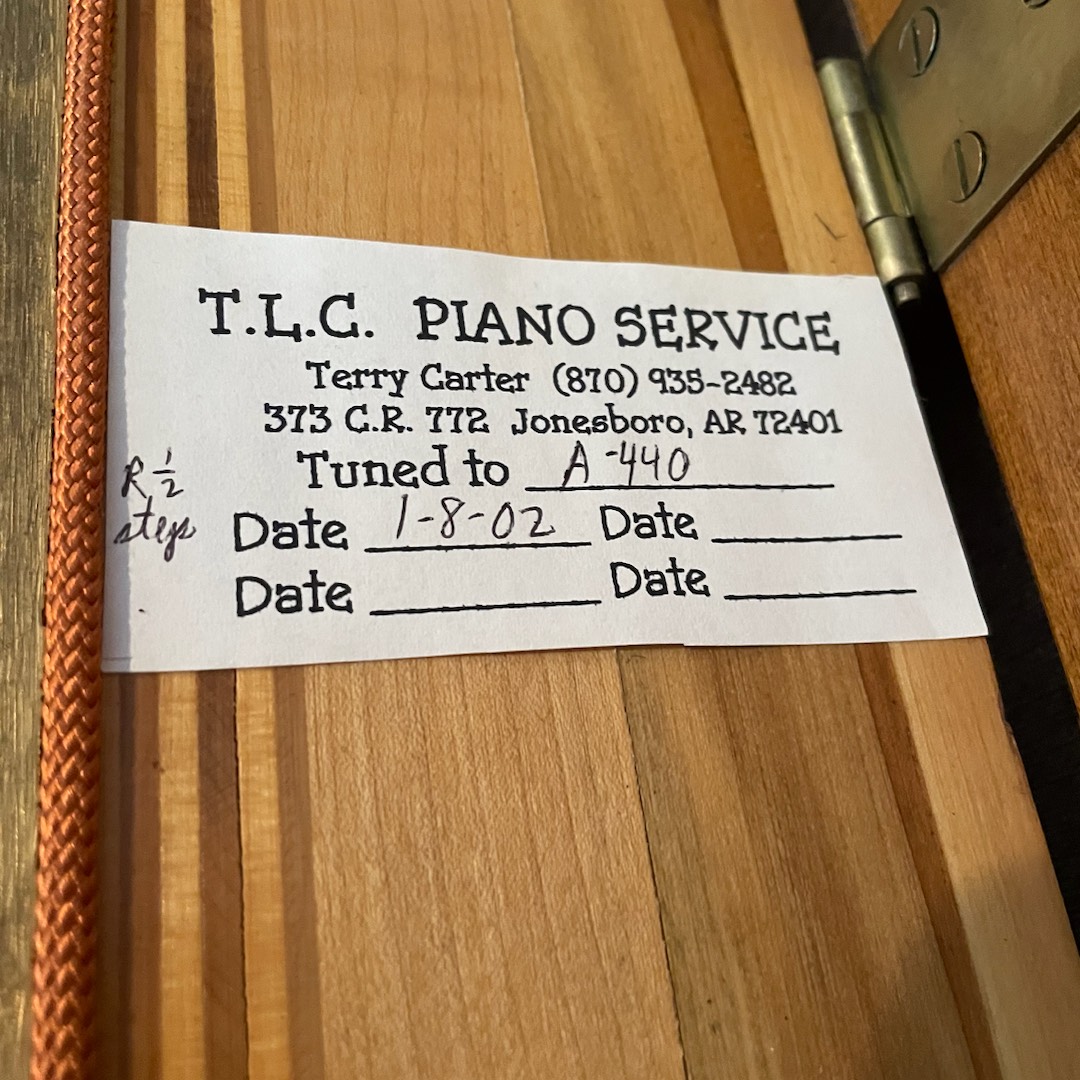 T.L.C. PIANO SERVICE
Terry Carter (870) 935-2482
373 C.R. 772 Jonesboro, AR 72401
Tuned to A-440
R 1/2
steps
Date 1-8-02 Date
Date Date